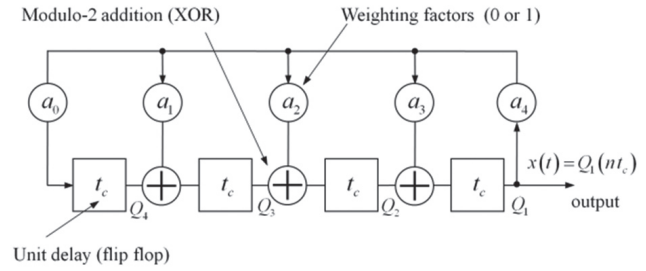 Modulo-2 addition (XOR)
Weighting factors (0 or 1)
a₀
a₁
a₂
a₃
a₄
x(t)=Q₁(ntc)
tc
tc
tc
tc
Q₄
Q₃
Q₂
Q₁
output
Unit delay (flip flop)